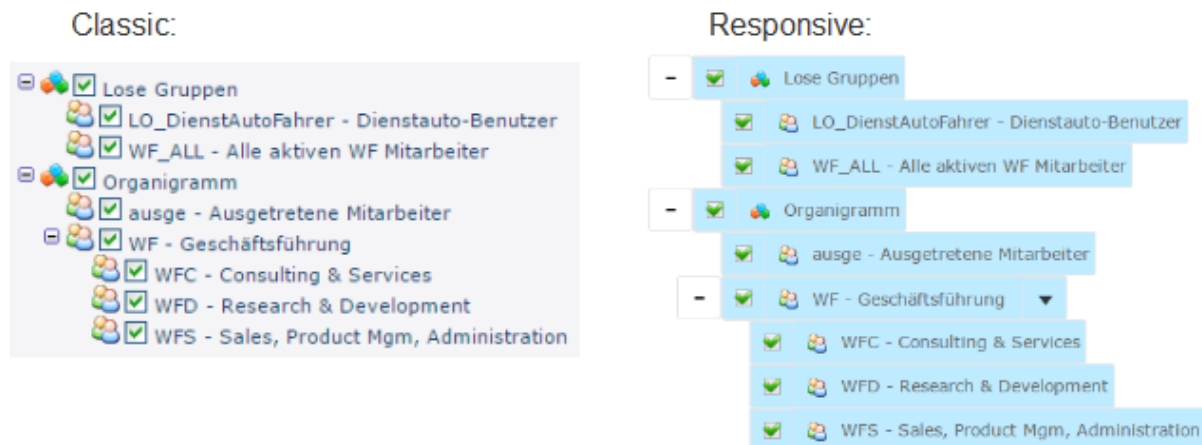 Classic:
Lose Gruppen
LO_DienstAutoFahrer - Dienstauto-Benutzer
WF_ALL - Alle aktiven WF Mitarbeiter
Organigramm
ausge - Ausgetretene Mitarbeiter
WF - Geschäftsführung
WFC - Consulting & Services
WFD - Research & Development
WFS - Sales, Product Mgm, Administration
Responsive:
Lose Gruppen
LO_DienstAutoFahrer - Dienstauto-Benutzer
WF_ALL - Alle aktiven WF Mitarbeiter
Organigramm
ausge - Ausgetretene Mitarbeiter
WF - Geschäftsführung
WFC - Consulting & Services
WFD - Research & Development
WFS - Sales, Product Mgm, Administration